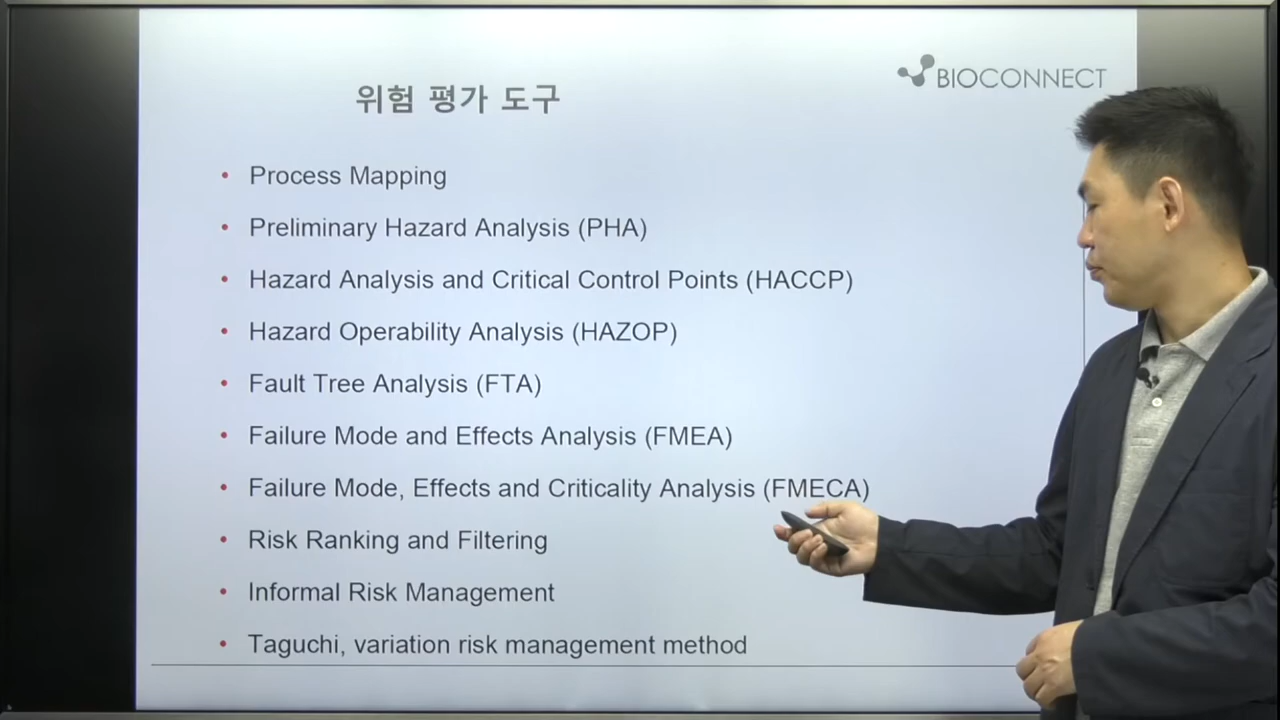 BIOCONNECT
위험 평가 도구
• Process Mapping
• Preliminary Hazard Analysis (PHA)
• Hazard Analysis and Critical Control Points (HACCP)
• Hazard Operability Analysis (HAZOP)
• Fault Tree Analysis (FTA)
• Failure Mode and Effects Analysis (FMEA)
• Failure Mode, Effects and Criticality Analysis (FMECA)
• Risk Ranking and Filtering
• Informal Risk Management
• Taguchi, variation risk management method